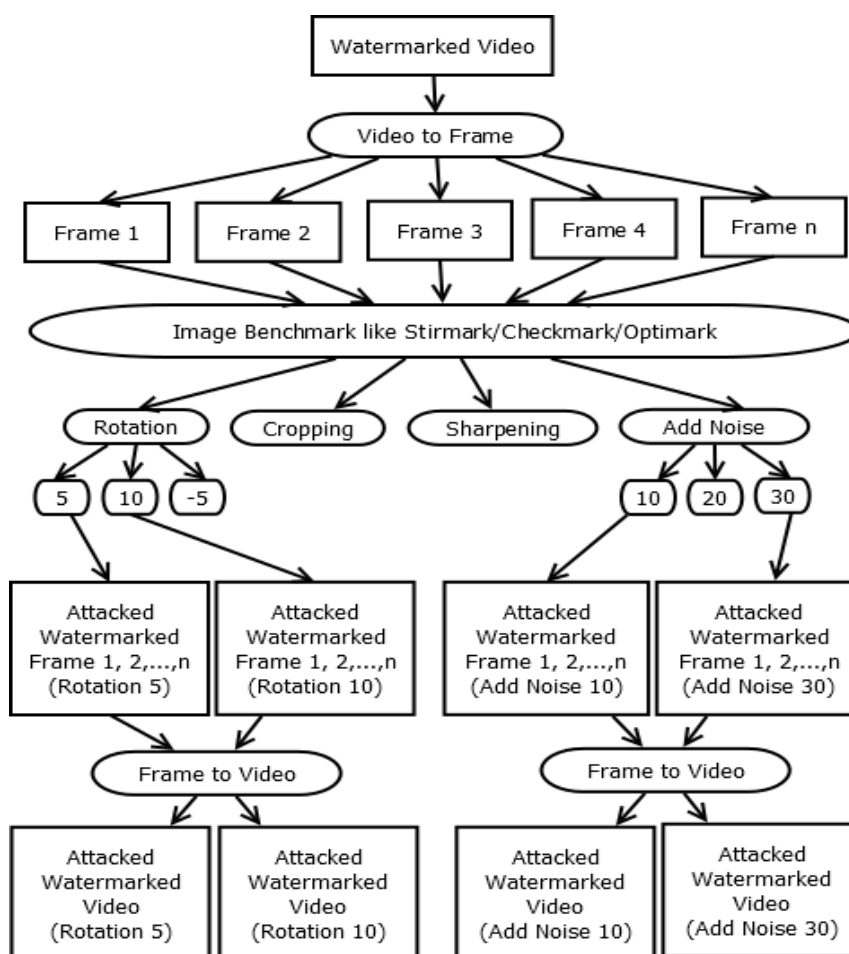 Watermarked Video
Video to Frame
Frame 1
Frame 2
Frame 3
Frame 4
Frame n
Image Benchmark like Stirmark/Checkmark/Optimark
Rotation
Cropping
Sharpening
Add Noise
5
10
-5
10
20
30
Attacked
Watermarked
Frame 1, 2,...,n
(Rotation 5)
Attacked
Watermarked
Frame 1, 2,...,n
(Rotation 10)
Attacked
Watermarked
Frame 1, 2,...,n
(Add Noise 10)
Attacked
Watermarked
Frame 1, 2,...,n
(Add Noise 30)
Frame to Video
Frame to Video
Attacked
Watermarked
Video
(Rotation 5)
Attacked
Watermarked
Video
(Rotation 10)
Attacked
Watermarked
Video
(Add Noise 10)
Attacked
Watermarked
Video
(Add Noise 30)